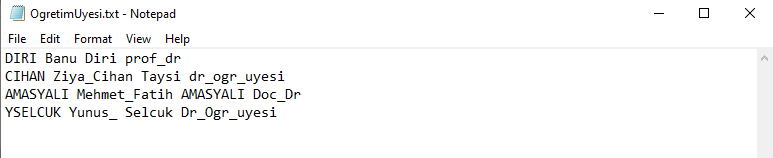 OgretimUyesi.txt - Notepad
File Edit Format View Help
DIRI Banu Diri prof_dr
CIHAN Ziya_Cihan Taysi dr_ogr_uyesi
AMASYALI Mehmet_Fatih AMASYALI Doc_Dr
YSELCUK Yunus_ Selcuk Dr_Ogr_uyesi